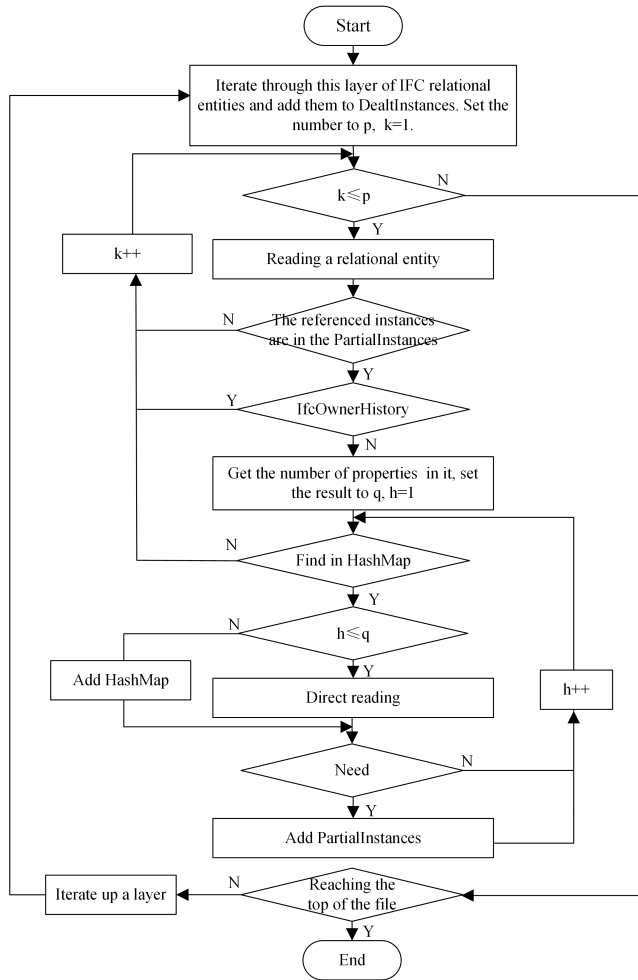 Start
Iterate through this layer of IFC relational
entities and add them to DealtInstances. Set the
number to p, k=1.
N
k≤p
Y
k++
Reading a relational entity
N
The referenced instances
are in the PartialInstances
Y
Y
IfcOwnerHistory
N
Get the number of properties in it, set
the result to q, h=1
N
Find in HashMap
Y
N
h≤q
Y
Add HashMap
Direct reading
h++
Need
N
Y
Add PartialInstances
Iterate up a layer
N
Reaching the
top of the file
Y
End